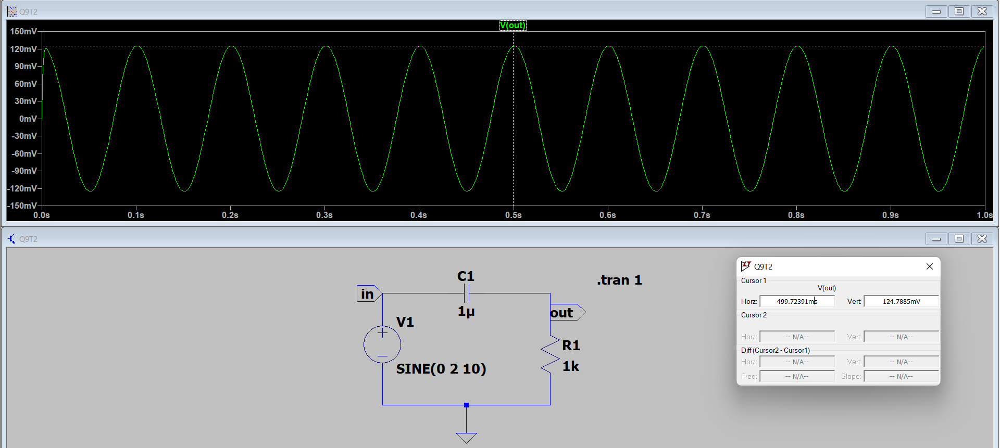 Q9T2
V(out)
150mV
120mV
90mV
60mV
30mV
0mV
-30mV
-60mV
-90mV
-120mV
-150mV
0.0s 0.1s 0.2s 0.3s 0.4s 0.5s 0.6s 0.7s 0.8s 0.9s 1.0s
Q9T2
C1
1µ
in
V1
SINE(0 2 10)
out
R1
1k
.tran 1
Q9T2
Cursor 1
V(out)
Horz: 499.72391ms Vert: 124.7885mV
Cursor 2
Horz: -- N/A-- Vert: -- N/A--
Diff (Cursor2 - Cursor1)
Horz: -- N/A-- Vert: -- N/A--
Freq: -- N/A-- Slope: -- N/A--